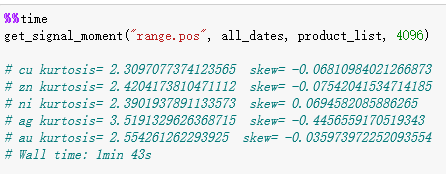 %%time
get_signal_moment("range.pos", all_dates, product_list, 4096)
# cu kurtosis= 2.3097077374123565 skew= -0.06810984021266873
# zn kurtosis= 2.4204173810471112 skew= -0.07542041534714185
# ni kurtosis= 2.3901937891133573 skew= 0.0694582085886265
# ag kurtosis= 3.5191329626368715 skew= -0.4456559170519343
# au kurtosis= 2.554261262293925 skew= -0.035973972252093554
# Wall time: 1min 43s